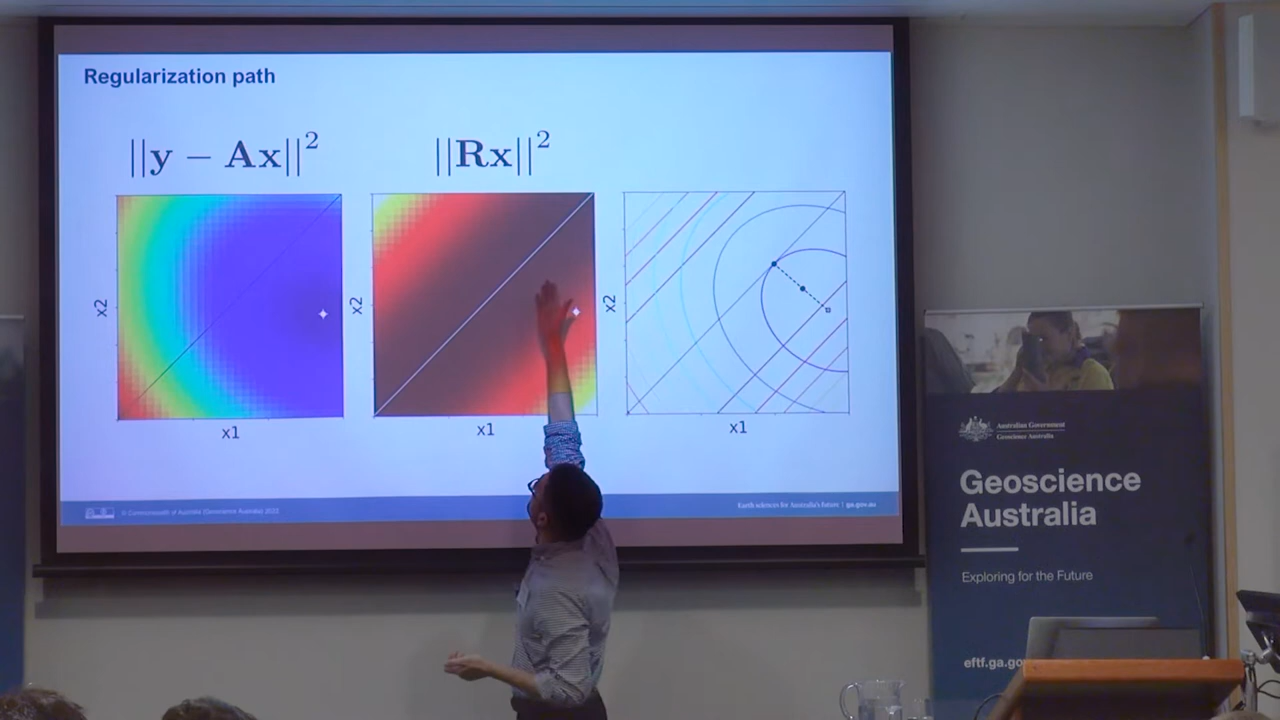 Regularization path
||y − Ax||²
||Rx||²
x2
x2
x2
x1
x1
x1
© Commonwealth of Australia (Geoscience Australia) 2022
Earth sciences for Australia's future | ga.gov.au
Australian Government
Geoscience Australia
Geoscience
Australia
Exploring for the Future
eftf.ga.go